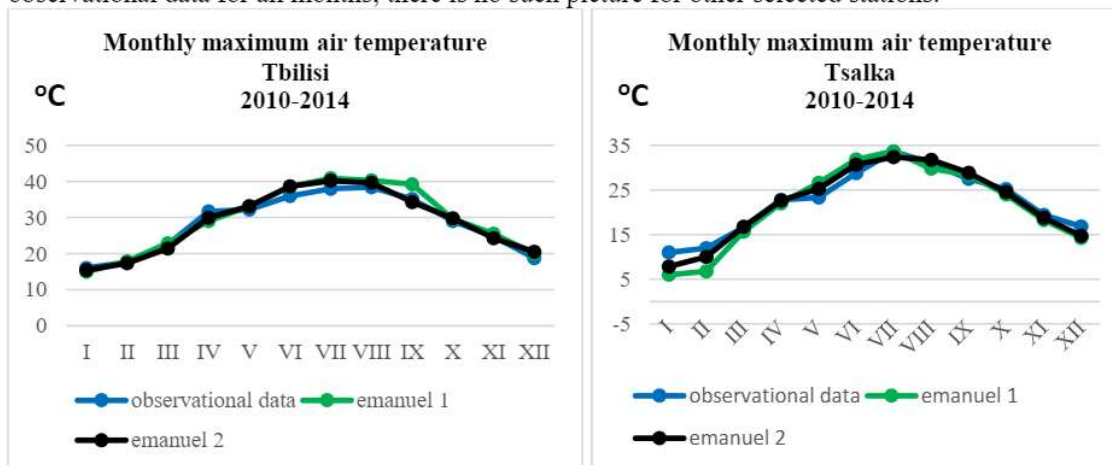 observational data for all months, there is no such picture for other selected stations.
Monthly maximum air temperature
Tbilisi
2010-2014
°C
50
40
30
20
10
0
I II III IV V VI VII VIII IX X XI XII
observational data emanuel 1
emanuel 2
Monthly maximum air temperature
Tsalka
2010-2014
°C
35
25
15
5
-5
I II III IV V VI VII VIII IX X XI XII
observational data emanuel 1
emanuel 2